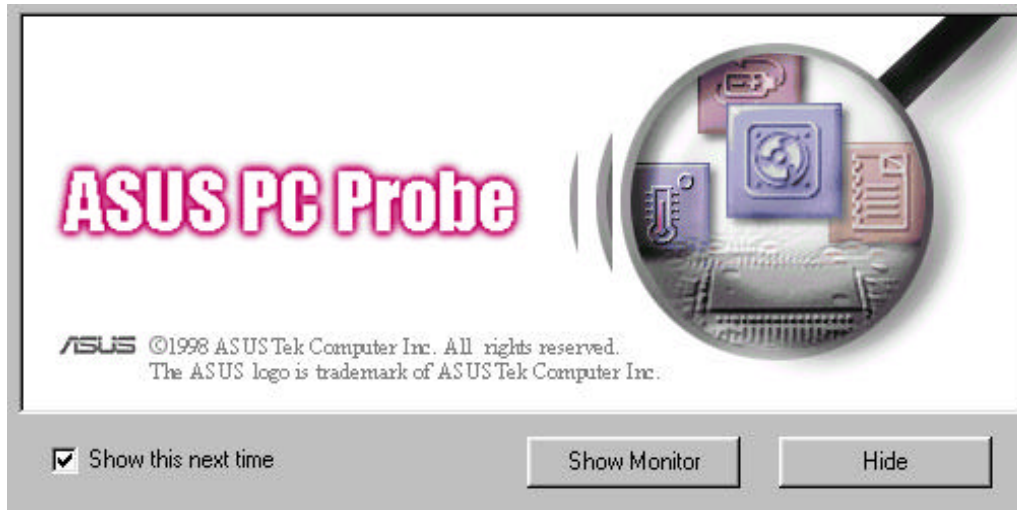 ASUS PC Probe
ASUS ©1998 ASUSTek Computer Inc. All rights reserved.
The ASUS logo is trademark of ASUSTek Computer Inc.
Show this next time
Show Monitor
Hide